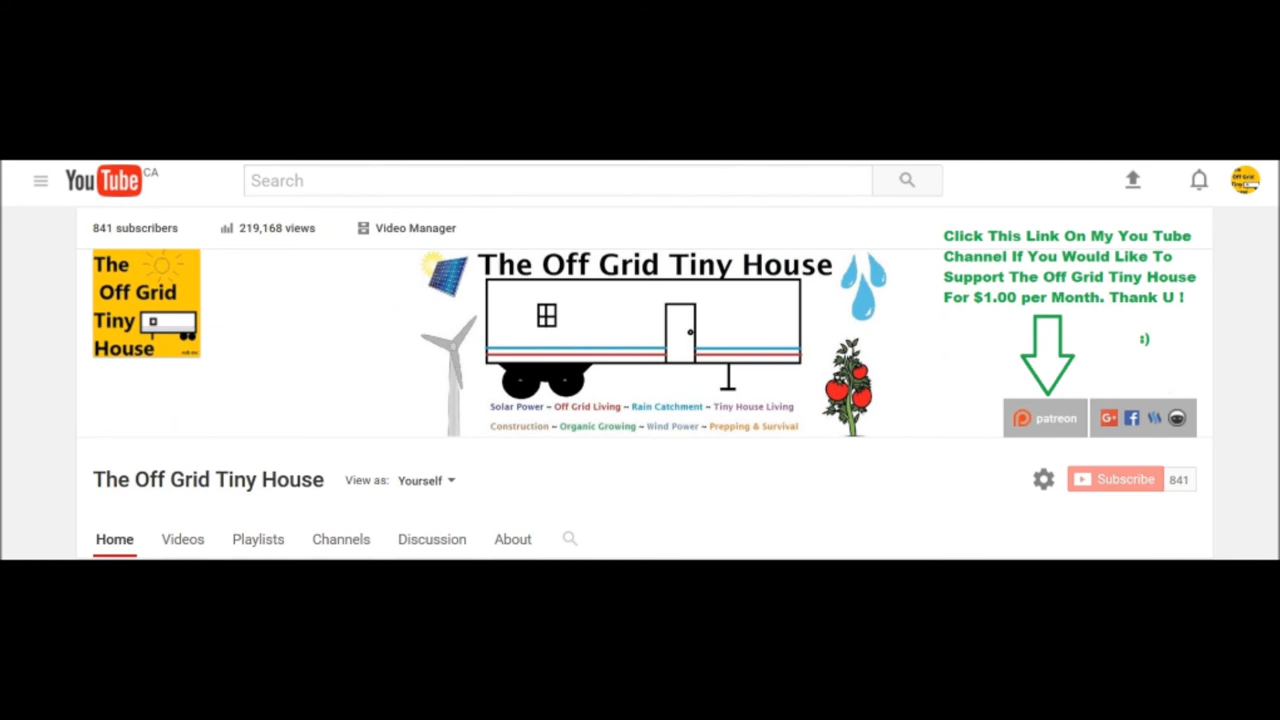 YouTube CA
Search
841 subscribers
219,168 views
Video Manager
The
Off Grid
Tiny
House
The Off Grid Tiny House
Solar Power ~ Off Grid Living ~ Rain Catchment ~ Tiny House Living
Construction ~ Organic Growing ~ Wind Power ~ Prepping & Survival
Click This Link On My You Tube
Channel If You Would Like To
Support The Off Grid Tiny House
For $1.00 per Month. Thank U !
:)
patreon
The Off Grid Tiny House
View as: Yourself
Subscribe 841
Home Videos Playlists Channels Discussion About